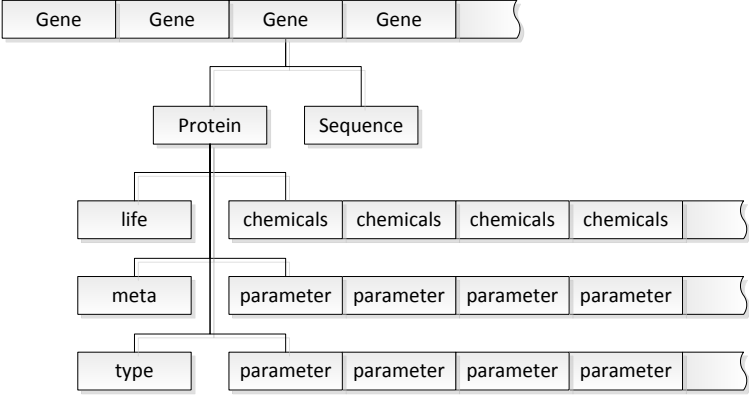 Gene Gene Gene Gene
Protein Sequence
life chemicals chemicals chemicals chemicals
meta parameter parameter parameter parameter
type parameter parameter parameter parameter